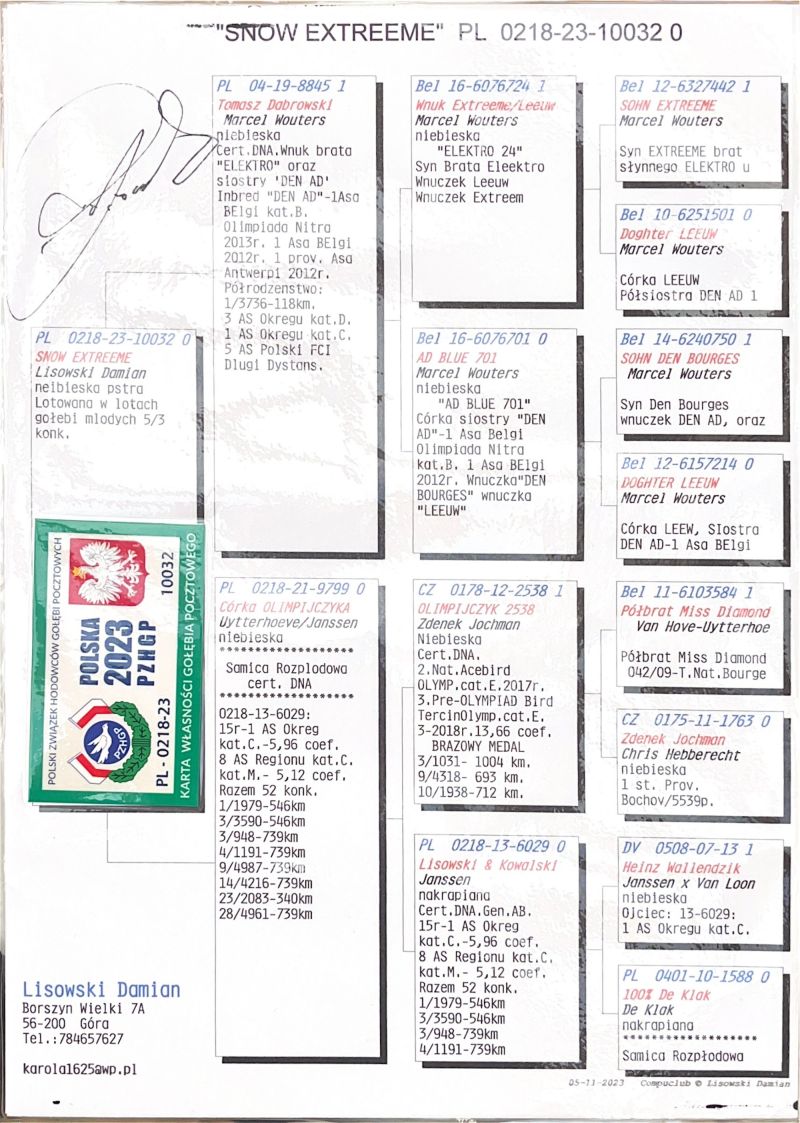 "SNOW EXTREEME" PL 0218-23-10032 0
PL 0218-23-10032 0
SNOW EXTREEME
Lisowski Damian
neibieska pstra
Lotowana w lotach
gołebi mlodych 5/3
konk.
POLSKI ZWIĄZEK HODOWCÓW GOŁĘBI POCZTOWYCH
POLSKA
2023
PZHGP
10032
PZHGP
PL - 0218-23
KARTA WŁASNOŚCI GOŁĘBIA POCZTOWEGO
Lisowski Damian
Borszyn Wielki 7A
56-200 Góra
Tel.:784657627
karola1625@wp.pl
PL 04-19-8845 1
Tomasz Dabrowski
Marcel Wouters
niebieska
Cert.DNA.Wnuk brata
"ELEKTRO" oraz
siostry 'DEN AD'
Inbred "DEN AD"-1Asa
BElgi kat.B.
Olimpiada Nitra
2013r. 1 Asa BElgi
2012r. 1 prov. Asa
Antwerpi 2012r.
Półrodzenstwo:
1/3736-118km.
3 AS Okregu kat.D.
1 AS Okregu kat.C.
5 AS Polski FCI
Dlugi Dystans.
PL 0218-21-9799 0
Córka OLIMPIJCZYKA
Uytterhoeve/Janssen
niebieska
********************
Samica Rozplodowa
cert. DNA
********************
0218-13-6029:
15r-1 AS Okreg
kat.C.-5,96 coef.
8 AS Regionu kat.C.
kat.M.- 5,12 coef.
Razem 52 konk.
1/1979-546km
3/3590-546km
3/948-739km
4/1191-739km
9/4987-739km
14/4216-739km
23/2083-340km
28/4961-739km
Bel 16-6076724 1
Wnuk Extreeme/Leeuw
Marcel Wouters
niebieska
"ELEKTRO 24"
Syn Brata Eleektro
Wnuczek Leeuw
Wnuczek Extreem
Bel 16-6076701 0
AD BLUE 701
Marcel Wouters
niebieska
"AD BLUE 701"
Córka siostry "DEN
AD"-1 Asa Belgi
Olimpiada Nitra
kat.B. 1 Asa BElgi
2012r. Wnuczka"DEN
BOURGES" wnuczka
"LEEUW"
CZ 0178-12-2538 1
OLIMPIJCZYK 2538
Zdenek Jochman
Niebieska
Cert.DNA.
2.Nat.Acebird
OLYMP.cat.E.2017r.
3.Pre-OLYMPIAD Bird
TercinOlymp.cat.E.
3-2018r.13,66 coef.
BRAZOWY MEDAL
3/1031- 1004 km.
9/4318- 693 km.
10/1938-712 km.
PL 0218-13-6029 0
Lisowski & Kowalski
Janssen
nakrapiana
Cert.DNA.Gen.AB.
15r-1 AS Okreg
kat.C.-5,96 coef.
8 AS Regionu kat.C.
kat.M.- 5,12 coef.
Razem 52 konk.
1/1979-546km
3/3590-546km
3/948-739km
4/1191-739km
Bel 12-6327442 1
SOHN EXTREEME
Marcel Wouters
Syn EXTREEME brat
słynnego ELEKTRO u
Bel 10-6251501 0
Doghter LEEUW
Marcel Wouters
Córka LEEUW
Półsiostra DEN AD 1
Bel 14-6240750 1
SOHN DEN BOURGES
Marcel Wouters
Syn Den Bourges
wnuczek DEN AD, oraz
Bel 12-6157214 0
DOGHTER LEEUW
Marcel Wouters
Córka LEEW, SIostra
DEN AD-1 Asa BElgi
Bel 11-6103584 1
Półbrat Miss Diamond
Van Hove-Uytterhoe
Półbrat Miss Diamond
042/09-T.Nat.Bourge
CZ 0175-11-1763 0
Zdenek Jochman
Chris Hebberecht
niebieska
1 st. Prov.
Bochov/5539p.
DV 0508-07-13 1
Heinz Wallendzik
Janssen x Van Loon
niebieska
Ojciec: 13-6029:
1 AS Okregu kat.C.
PL 0401-10-1588 0
100% De Klak
De Klak
nakrapiana
********************
Samica Rozpłodowa
05-11-2023 Compuclub © Lisowski Damian